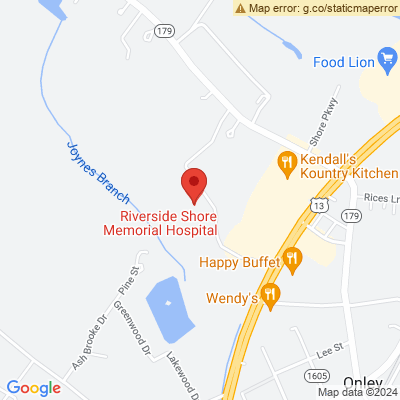 Map error: g.co/staticmaperror
179
Food Lion
Shore Pkwy
Joynes Branch
Kendall's
Kountry Kitchen
Riverside Shore
Memorial Hospital
13
Rices Ln
179
Happy Buffet
Pine St
Wendy's
Ash Brooke Dr
Greenwood Dr
Lakewood D
Lee St
1605
Onley
Google
Map data ©2024